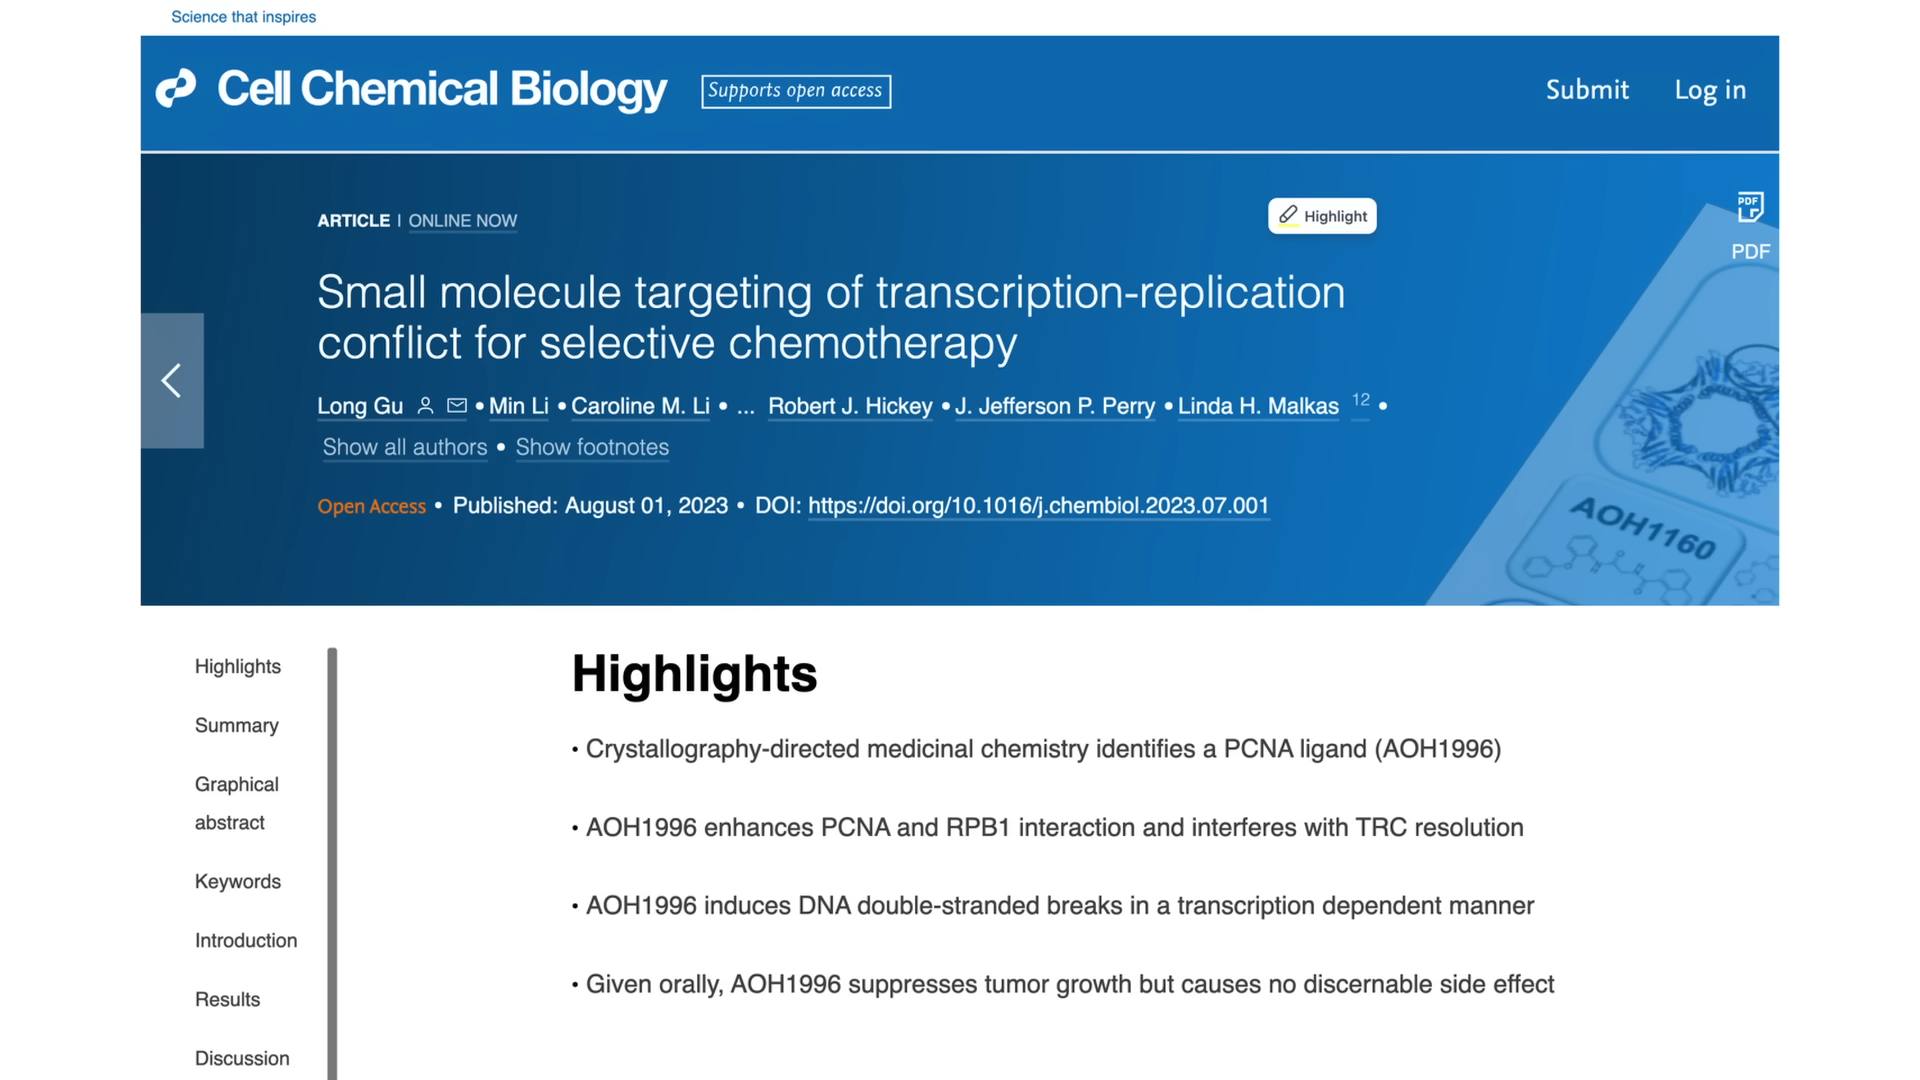 Science that inspires
Cell Chemical Biology
Supports open access
Submit
Log in
ARTICLE | ONLINE NOW
Highlight
PDF
PDF
Small molecule targeting of transcription-replication
conflict for selective chemotherapy
Long Gu • Min Li • Caroline M. Li • ... Robert J. Hickey • J. Jefferson P. Perry • Linda H. Malkas 12 •
Show all authors • Show footnotes
Open Access • Published: August 01, 2023 • DOI: https://doi.org/10.1016/j.chembiol.2023.07.001
AOH1160
Highlights
Summary
Graphical
abstract
Keywords
Introduction
Results
Discussion
Highlights
• Crystallography-directed medicinal chemistry identifies a PCNA ligand (AOH1996)
• AOH1996 enhances PCNA and RPB1 interaction and interferes with TRC resolution
• AOH1996 induces DNA double-stranded breaks in a transcription dependent manner
• Given orally, AOH1996 suppresses tumor growth but causes no discernable side effect